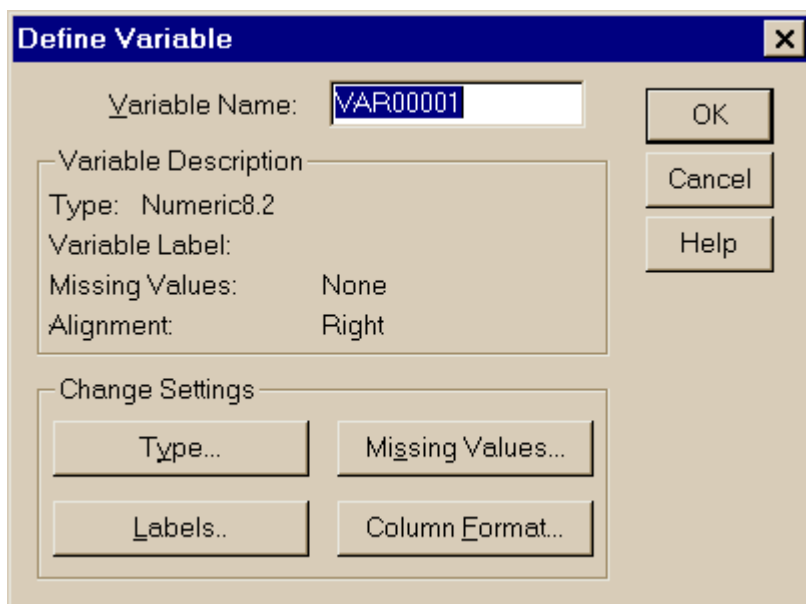 Define Variable
Variable Name: VAR00001
OK
Variable Description
Cancel
Type: Numeric8.2
Variable Label:
Help
Missing Values: None
Alignment: Right
Change Settings
Type... Missing Values...
Labels.. Column Format...